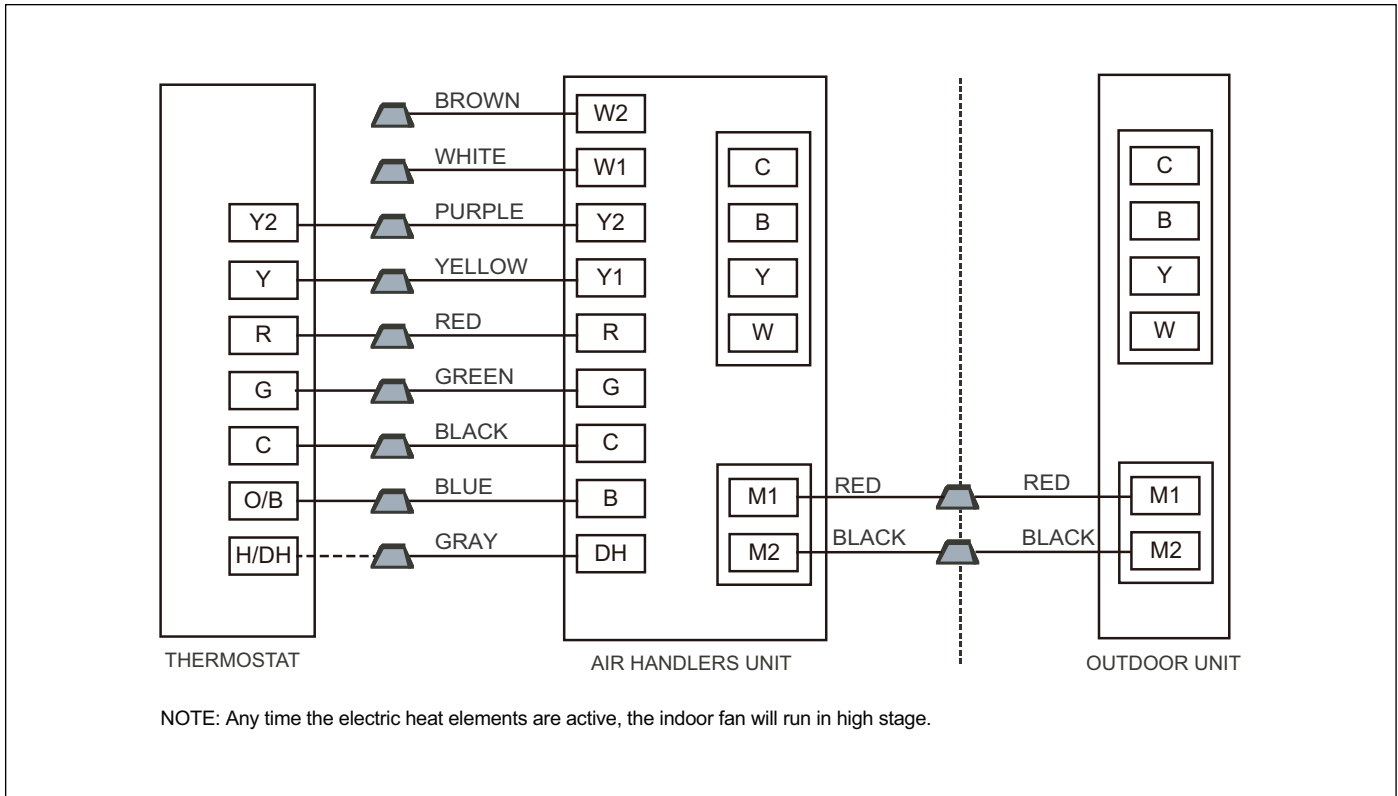 BROWN
W2
WHITE
W1
C
C
Y2
PURPLE
Y2
B
B
Y
YELLOW
Y1
Y
Y
R
RED
R
W
W
G
GREEN
G
C
BLACK
C
O/B
BLUE
B
M1
RED
RED
M1
H/DH
GRAY
DH
M2
BLACK
BLACK
M2
THERMOSTAT
AIR HANDLERS UNIT
OUTDOOR UNIT
NOTE: Any time the electric heat elements are active, the indoor fan will run in high stage.